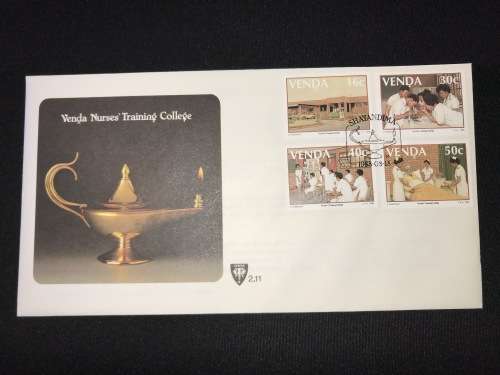 Venda Nurses' Training College
VENDA 16c
VENDA 30c
SHAYANDIMA
VENDA 40c
VENDA 50c
2.11